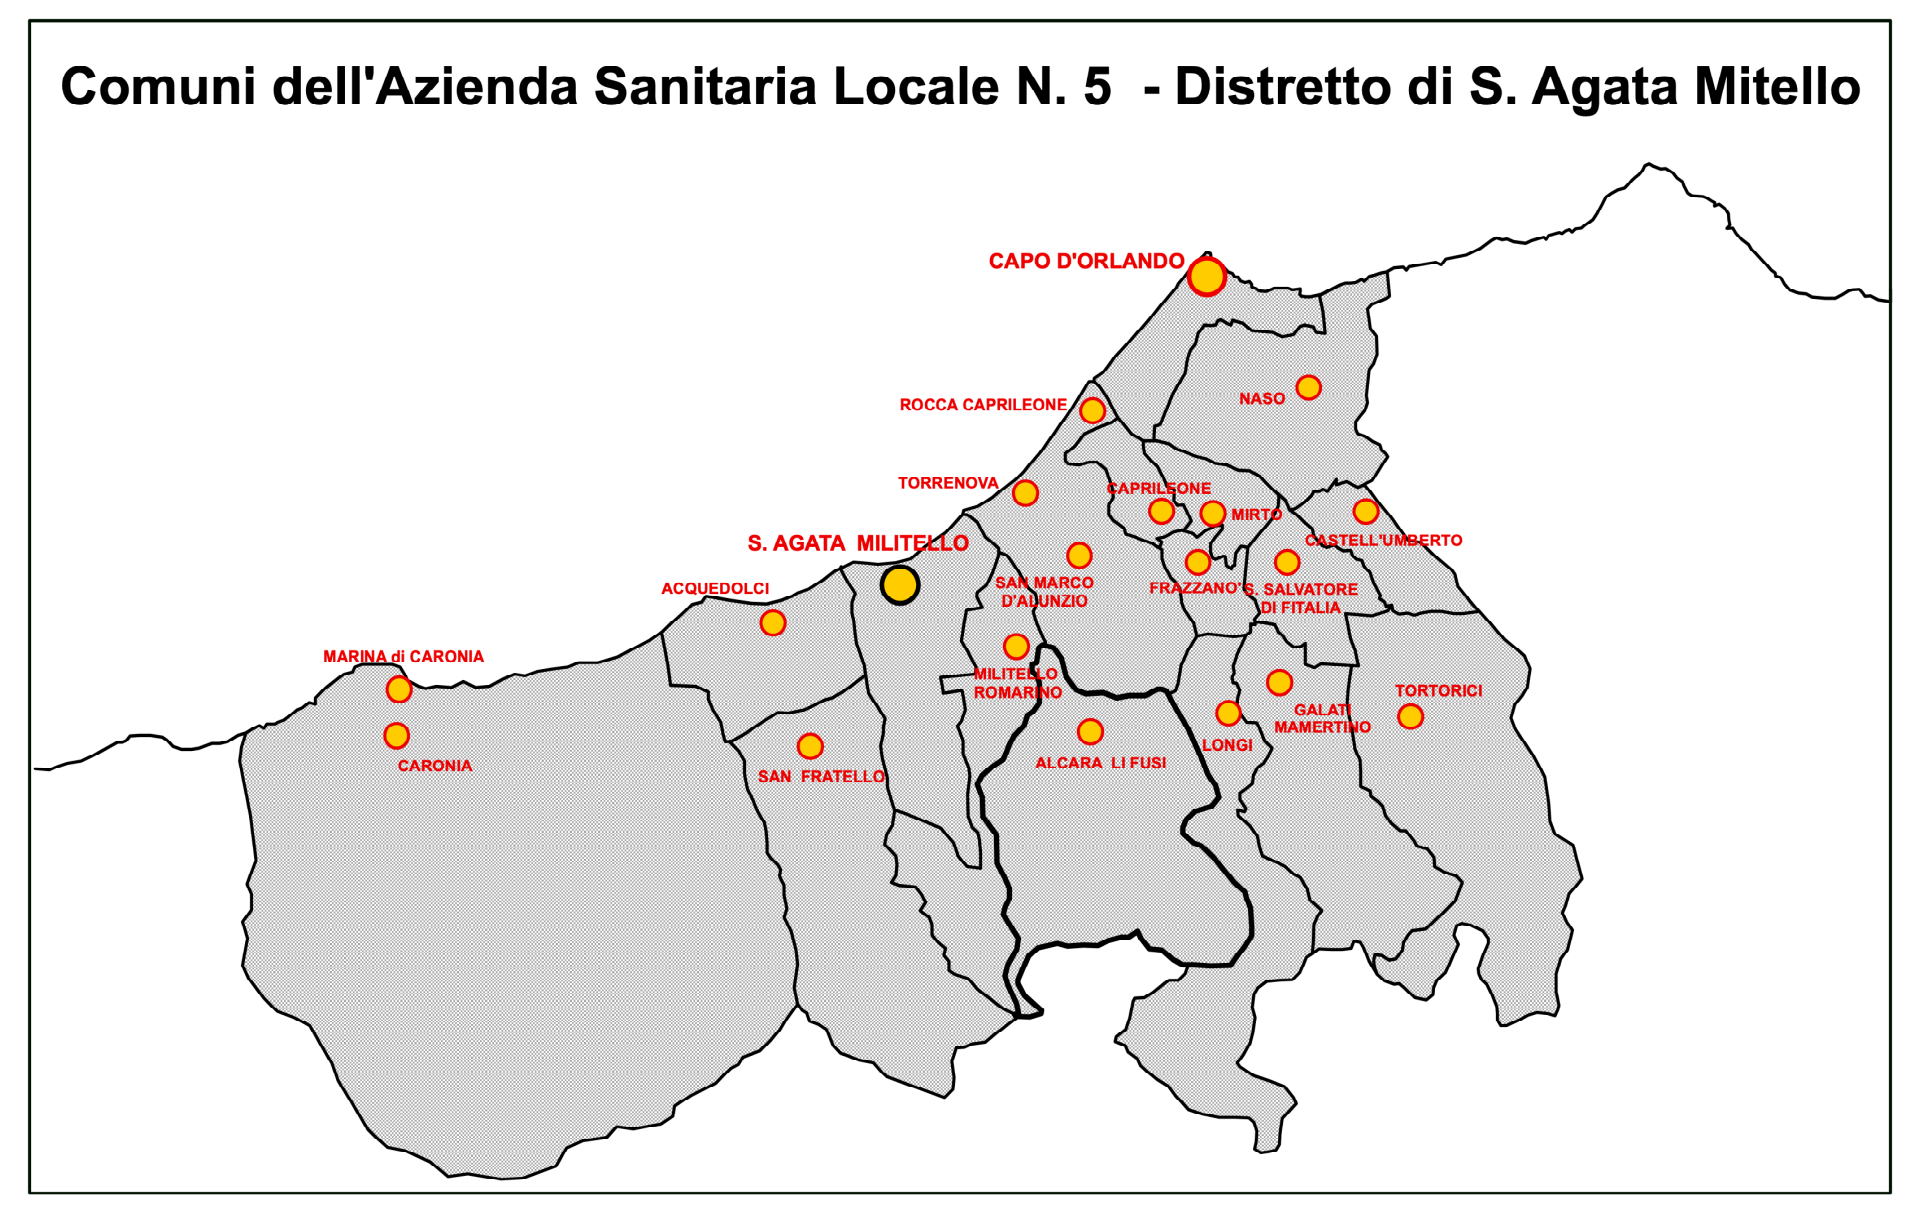 Comuni dell'Azienda Sanitaria Locale N. 5 - Distretto di S. Agata Mitello
CAPO D'ORLANDO
NASO
ROCCA CAPRILEONE
TORRENOVA
CAPRILEONE
MIRTO
CASTELL'UMBERTO
S. AGATA MILITELLO
ACQUEDOLCI
SAN MARCO
D'ALUNZIO
FRAZZANO'
S. SALVATORE
DI FITALIA
MARINA di CARONIA
MILITELLO
ROMARINO
TORTORICI
GALATI
MAMERTINO
LONGI
CARONIA
SAN FRATELLO
ALCARA LI FUSI